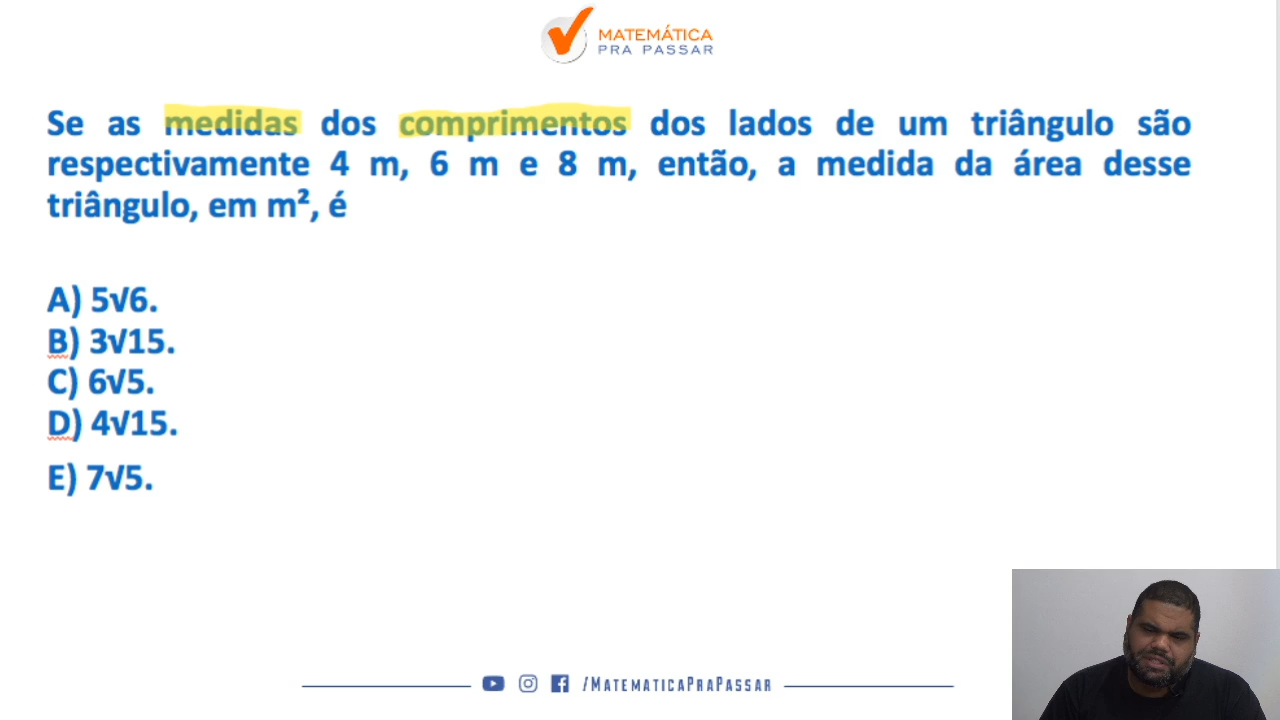 MATEMÁTICA
PRA PASSAR
Se as medidas dos comprimentos dos lados de um triângulo são
respectivamente 4 m, 6 m e 8 m, então, a medida da área desse
triângulo, em m², é
A) 5√6.
B) 3√15.
C) 6√5.
D) 4√15.
E) 7√5.
/MATEMATICAPRAPASSAR